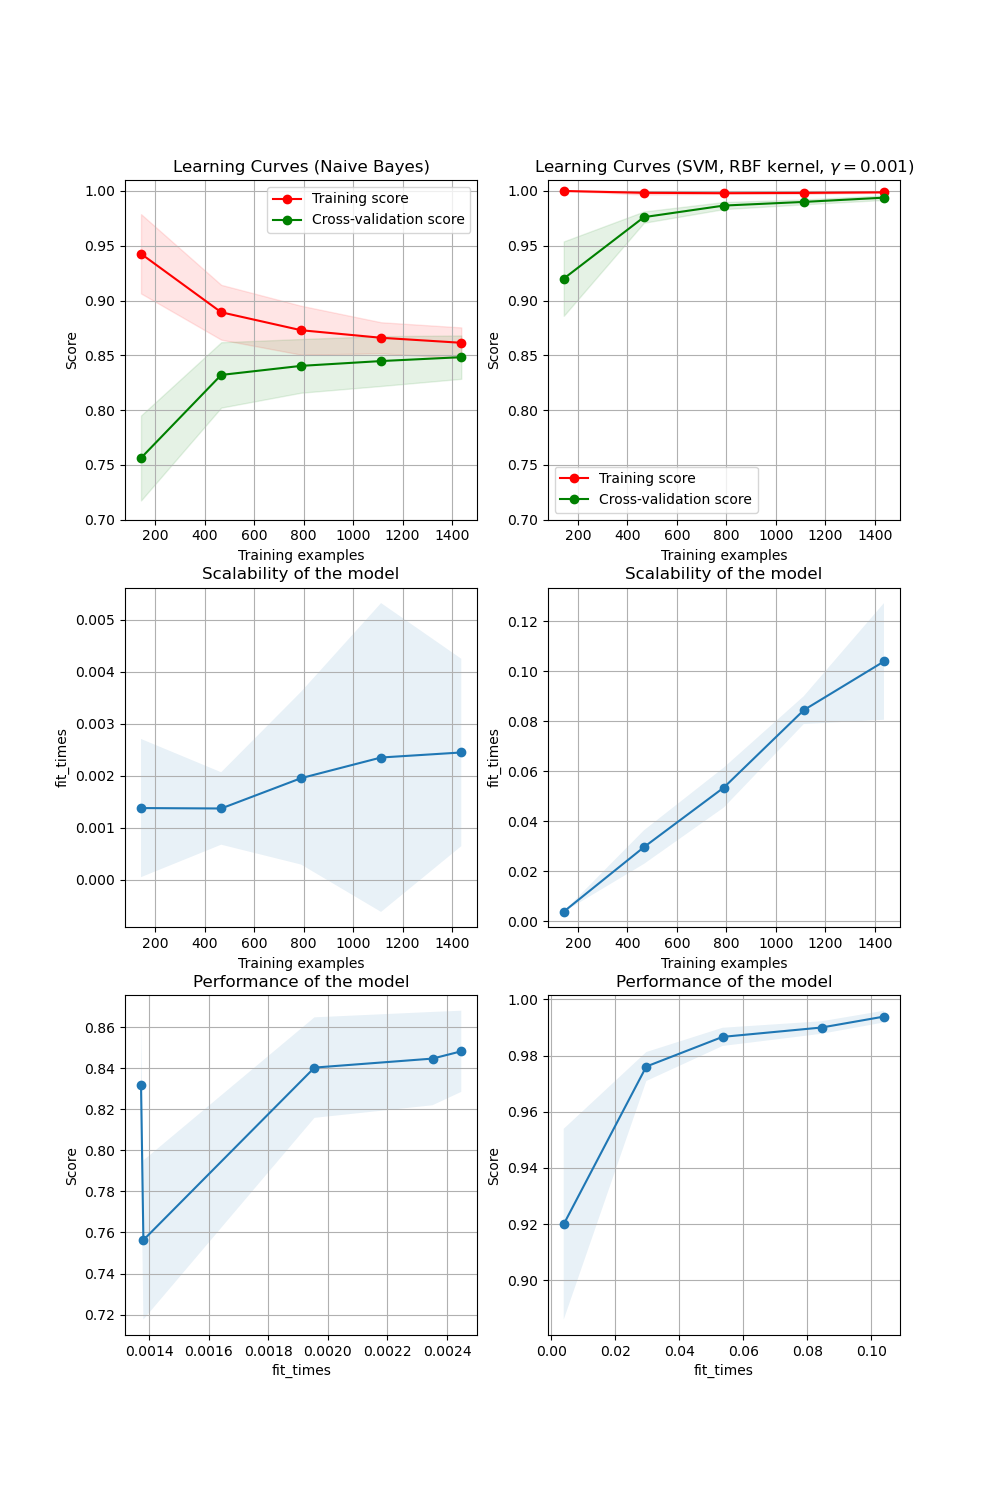 Learning Curves (Naive Bayes)
1.00
0.95
0.90
0.85
0.80
0.75
0.70
Score
Training score
Cross-validation score
200 400 600 800 1000 1200 1400
Training examples
Learning Curves (SVM, RBF kernel, γ = 0.001)
1.00
0.95
0.90
0.85
0.80
0.75
0.70
Score
Training score
Cross-validation score
200 400 600 800 1000 1200 1400
Training examples
Scalability of the model
0.005
0.004
0.003
0.002
0.001
0.000
fit_times
200 400 600 800 1000 1200 1400
Training examples
Scalability of the model
0.12
0.10
0.08
0.06
0.04
0.02
0.00
fit_times
200 400 600 800 1000 1200 1400
Training examples
Performance of the model
0.86
0.84
0.82
0.80
0.78
0.76
0.74
0.72
Score
0.0014 0.0016 0.0018 0.0020 0.0022 0.0024
fit_times
Performance of the model
1.00
0.98
0.96
0.94
0.92
0.90
Score
0.00 0.02 0.04 0.06 0.08 0.10
fit_times